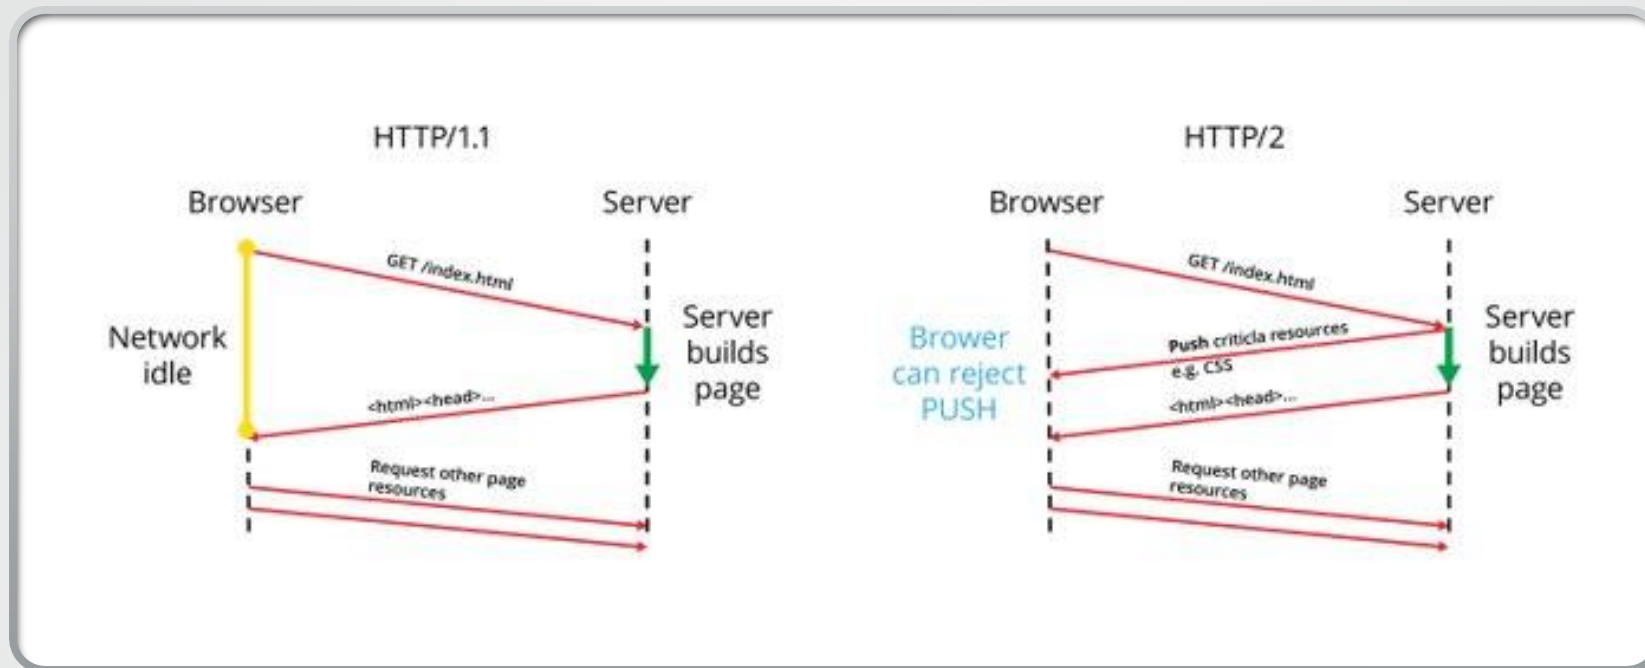 HTTP/1.1
Browser
Server
GET /index.html
Network
idle
Server
builds
page
<html><head>...
Request other page
resources
HTTP/2
Browser
Server
GET /index.html
Brower
can reject
PUSH
Push criticla resources
e.g. CSS
Server
builds
page
<html><head>...
Request other page
resources